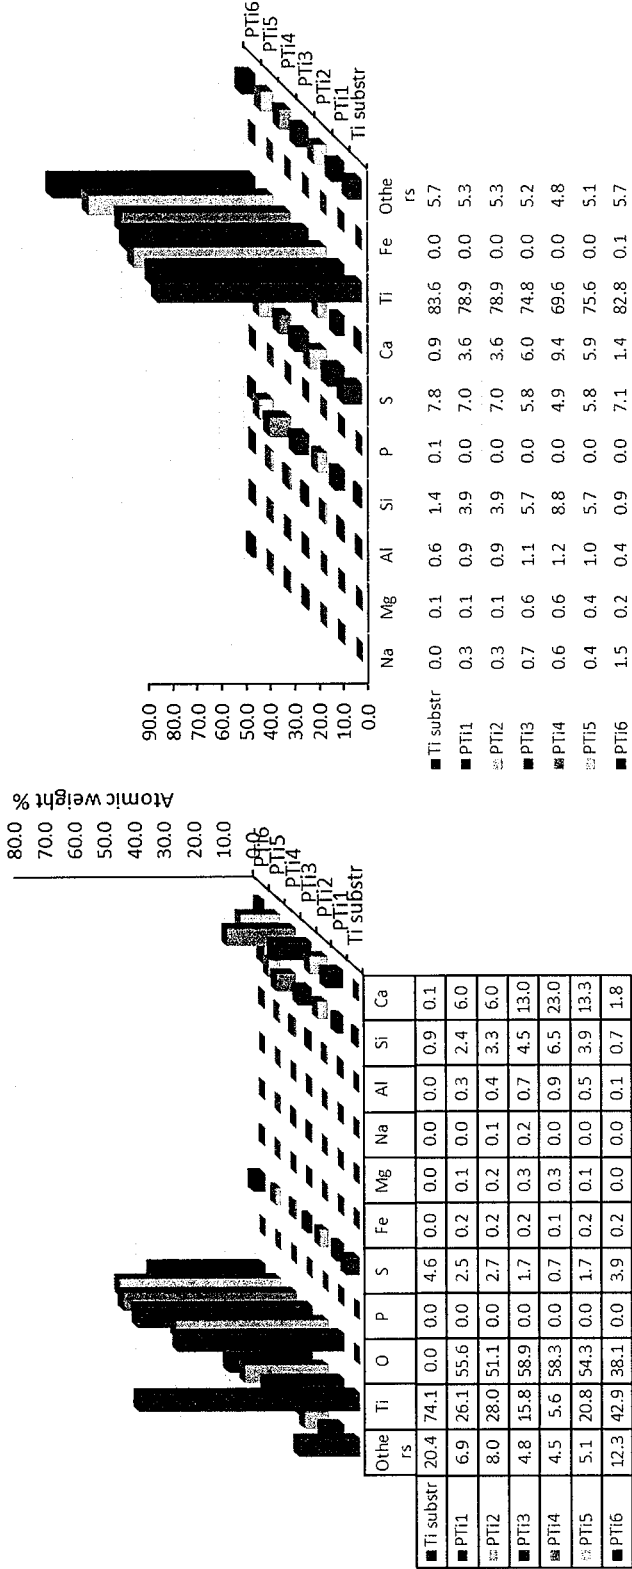 Atomic weight %
80.0
70.0
60.0
50.0
40.0
30.0
20.0
10.0
0.0
PTi6
PTi5
PTi4
PTi3
PTi2
PTi1
Ti substr
Othe rs Ti O P S Fe Mg Na Al Si Ca
Ti substr 20.4 74.1 0.0 0.0 4.6 0.0 0.0 0.0 0.0 0.9 0.1
PTi1 6.9 26.1 55.6 0.0 2.5 0.2 0.1 0.0 0.3 2.4 6.0
PTi2 8.0 28.0 51.1 0.0 2.7 0.2 0.2 0.1 0.4 3.3 6.0
PTi3 4.8 15.8 58.9 0.0 1.7 0.2 0.3 0.2 0.7 4.5 13.0
PTi4 4.5 5.6 58.3 0.0 0.7 0.1 0.3 0.0 0.9 6.5 23.0
PTi5 5.1 20.8 54.3 0.0 1.7 0.2 0.1 0.0 0.5 3.9 13.3
PTi6 12.3 42.9 38.1 0.0 3.9 0.2 0.0 0.0 0.1 0.7 1.8
90.0
80.0
70.0
60.0
50.0
40.0
30.0
20.0
10.0
0.0
PTi6
PTi5
PTi4
PTi3
PTi2
PTi1
Ti substr
Na Mg Al Si P S Ca Ti Fe Othe rs
Ti substr 0.0 0.1 0.6 1.4 0.1 7.8 0.9 83.6 0.0 5.7
PTi1 0.3 0.1 0.9 3.9 0.0 7.0 3.6 78.9 0.0 5.3
PTi2 0.3 0.1 0.9 3.9 0.0 7.0 3.6 78.9 0.0 5.3
PTi3 0.7 0.6 1.1 5.7 0.0 5.8 6.0 74.8 0.0 5.2
PTi4 0.6 0.6 1.2 8.8 0.0 4.9 9.4 69.6 0.0 4.8
PTi5 0.4 0.4 1.0 5.7 0.0 5.8 5.9 75.6 0.0 5.1
PTi6 1.5 0.2 0.4 0.9 0.0 7.1 1.4 82.8 0.1 5.7